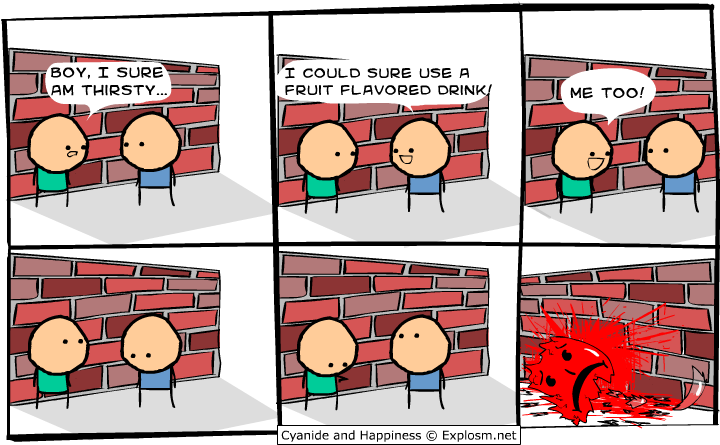 BOY, I SURE
AM THIRSTY...
I COULD SURE USE A
FRUIT FLAVORED DRINK!
ME TOO!
Cyanide and Happiness © Explosm.net